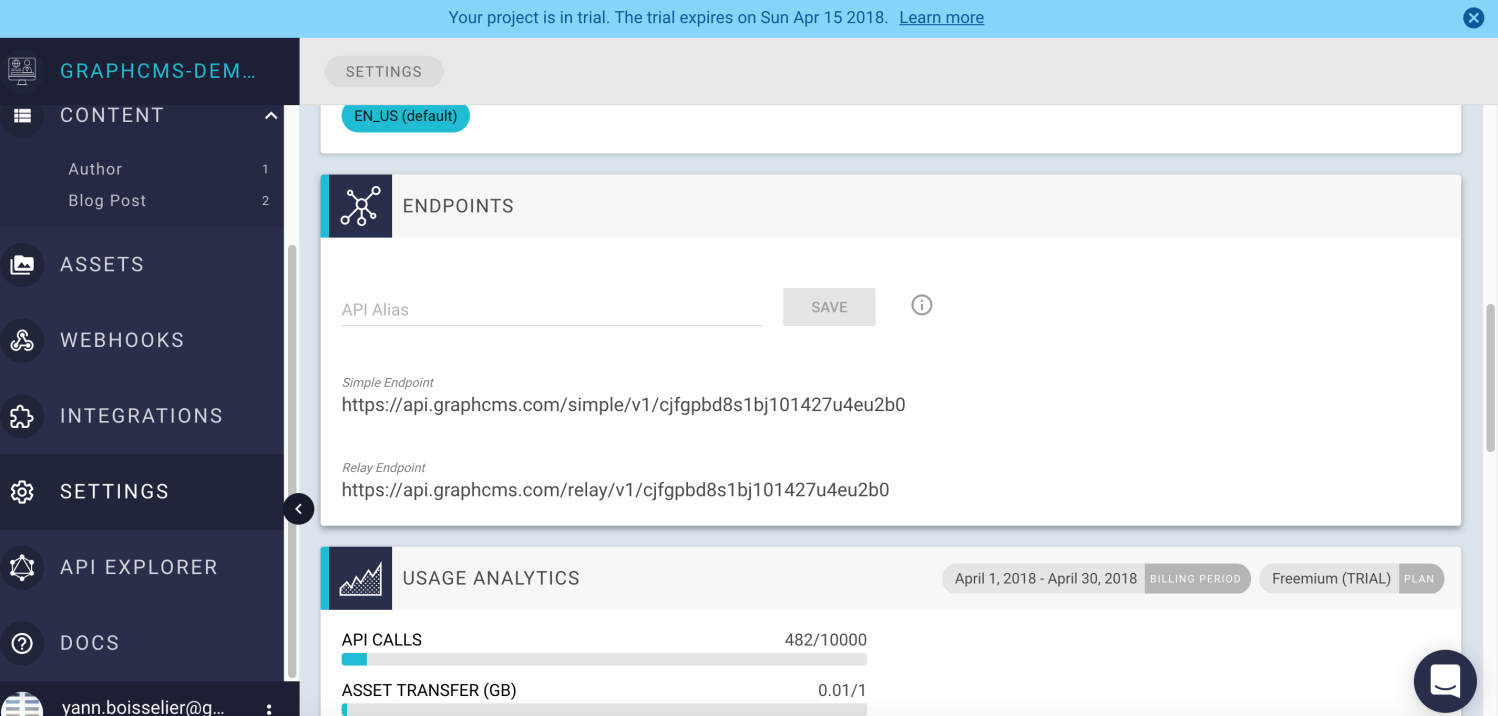 Your project is in trial. The trial expires on Sun Apr 15 2018. Learn more
GRAPHCMS-DEM...
SETTINGS
CONTENT
Author 1
Blog Post 2
ASSETS
WEBHOOKS
INTEGRATIONS
SETTINGS
API EXPLORER
DOCS
yann.boisselier@g...
EN_US (default)
ENDPOINTS
API Alias
SAVE
Simple Endpoint
https://api.graphcms.com/simple/v1/cjfgpbd8s1bj101427u4eu2b0
Relay Endpoint
https://api.graphcms.com/relay/v1/cjfgpbd8s1bj101427u4eu2b0
USAGE ANALYTICS
April 1, 2018 - April 30, 2018 BILLING PERIOD
Freemium (TRIAL) PLAN
API CALLS 482/10000
ASSET TRANSFER (GB) 0.01/1